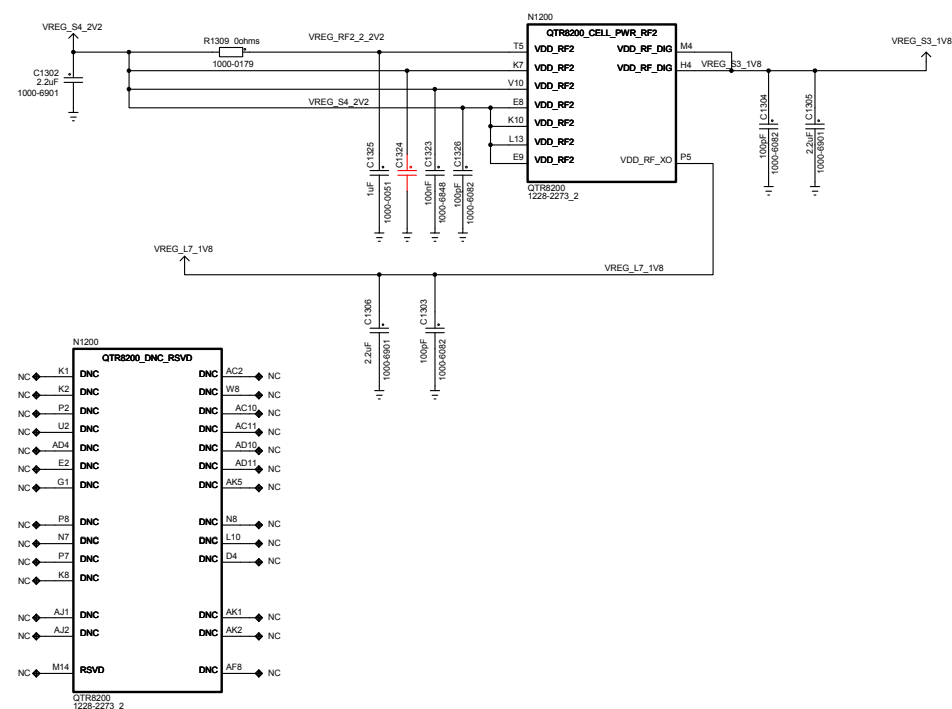 N1200
VREG_S4_2V2
QTR8200_CELL_PWR_RF2
R1309 0ohms
VREG_RF2_2_2V2
T5 VDD_RF2 VDD_RF_DIG M4
VREG_S3_1V8
1000-0179
K7 VDD_RF2 VDD_RF_DIG H4 VREG_S3_1V8
C1302
2.2uF
1000-6901
V10 VDD_RF2
VREG_S4_2V2
E8 VDD_RF2
K10 VDD_RF2
L13 VDD_RF2
E9 VDD_RF2 VDD_RF_XO P5
C1304
100pF
1000-6082
C1305
2.2uF
1000-6901
C1325
1uF
1000-0051
C1324
C1323
100nF
1000-6848
C1326
100pF
1000-6082
QTR8200
1228-2273_2
VREG_L7_1V8
VREG_L7_1V8
C1306
2.2uF
1000-6901
C1303
100pF
1000-6082
N1200
QTR8200_DNC_RSVD
NC K1 DNC DNC AC2 NC
NC K2 DNC DNC W8 NC
NC P2 DNC DNC AC10 NC
NC U2 DNC DNC AC11 NC
NC AD4 DNC DNC AD10 NC
NC E2 DNC DNC AD11 NC
NC G1 DNC DNC AK5 NC
NC P8 DNC DNC N8 NC
NC N7 DNC DNC L10 NC
NC P7 DNC DNC D4 NC
NC K8 DNC
NC AJ1 DNC DNC AK1 NC
NC AJ2 DNC DNC AK2 NC
NC M14 RSVD DNC AF8 NC
QTR8200
1228-2273_2